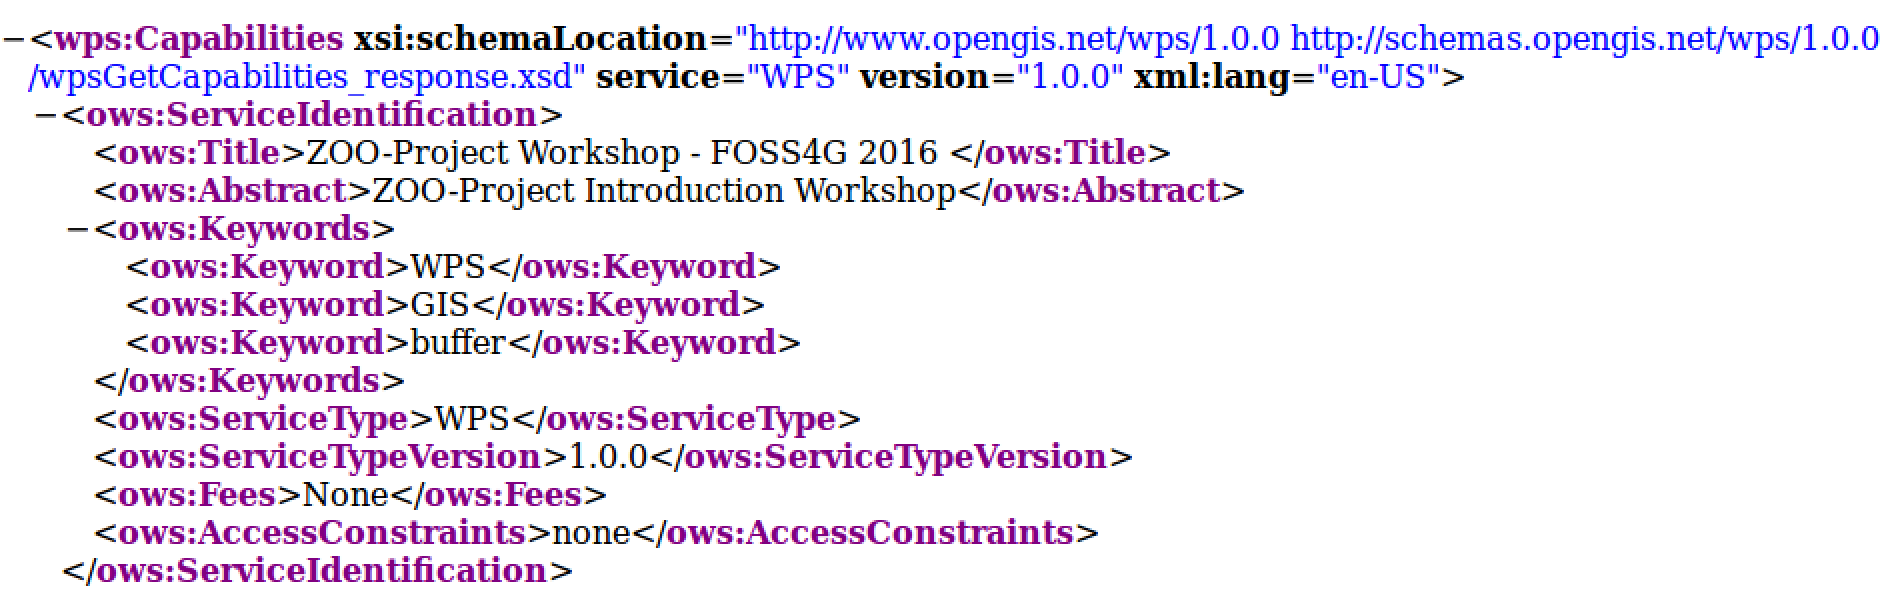 −<wps:Capabilities xsi:schemaLocation="http://www.opengis.net/wps/1.0.0 http://schemas.opengis.net/wps/1.0.0
/wpsGetCapabilities_response.xsd" service="WPS" version="1.0.0" xml:lang="en-US">
−<ows:ServiceIdentification>
<ows:Title>ZOO-Project Workshop - FOSS4G 2016 </ows:Title>
<ows:Abstract>ZOO-Project Introduction Workshop</ows:Abstract>
−<ows:Keywords>
<ows:Keyword>WPS</ows:Keyword>
<ows:Keyword>GIS</ows:Keyword>
<ows:Keyword>buffer</ows:Keyword>
</ows:Keywords>
<ows:ServiceType>WPS</ows:ServiceType>
<ows:ServiceTypeVersion>1.0.0</ows:ServiceTypeVersion>
<ows:Fees>None</ows:Fees>
<ows:AccessConstraints>none</ows:AccessConstraints>
</ows:ServiceIdentification>